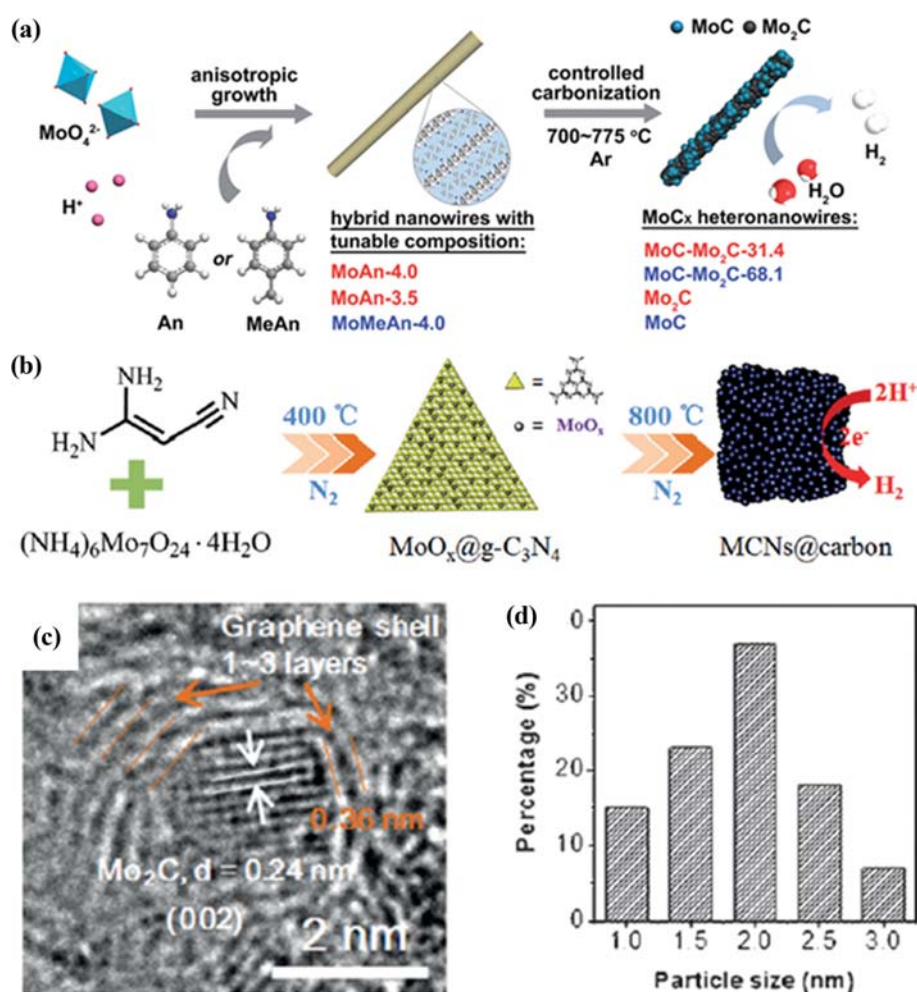 (a)
MoC Mo₂C
anisotropic
growth
controlled
carbonization
MoO₄²⁻
700~775 °C
Ar
H₂
H⁺
H₂O
hybrid nanowires with
tunable composition:
MoCx heteronanowires:
or
MoAn-4.0
MoAn-3.5
MoMeAn-4.0
MoC-Mo₂C-31.4
MoC-Mo₂C-68.1
Mo₂C
MoC
An
MeAn
(b)
NH₂
N
H₂N
(NH₄)₆Mo₇O₂₄·4H₂O
400 ℃
N₂
=
= MoOₓ
MoOₓ@g-C₃N₄
800 ℃
N₂
2H⁺
2e⁻
H₂
MCNs@carbon
(c)
Graphene shell
1~3 layers
0.36 nm
Mo₂C, d = 0.24 nm
(002)
2 nm
(d)
Percentage (%)
0
30
20
10
0
1.0 1.5 2.0 2.5 3.0
Particle size (nm)